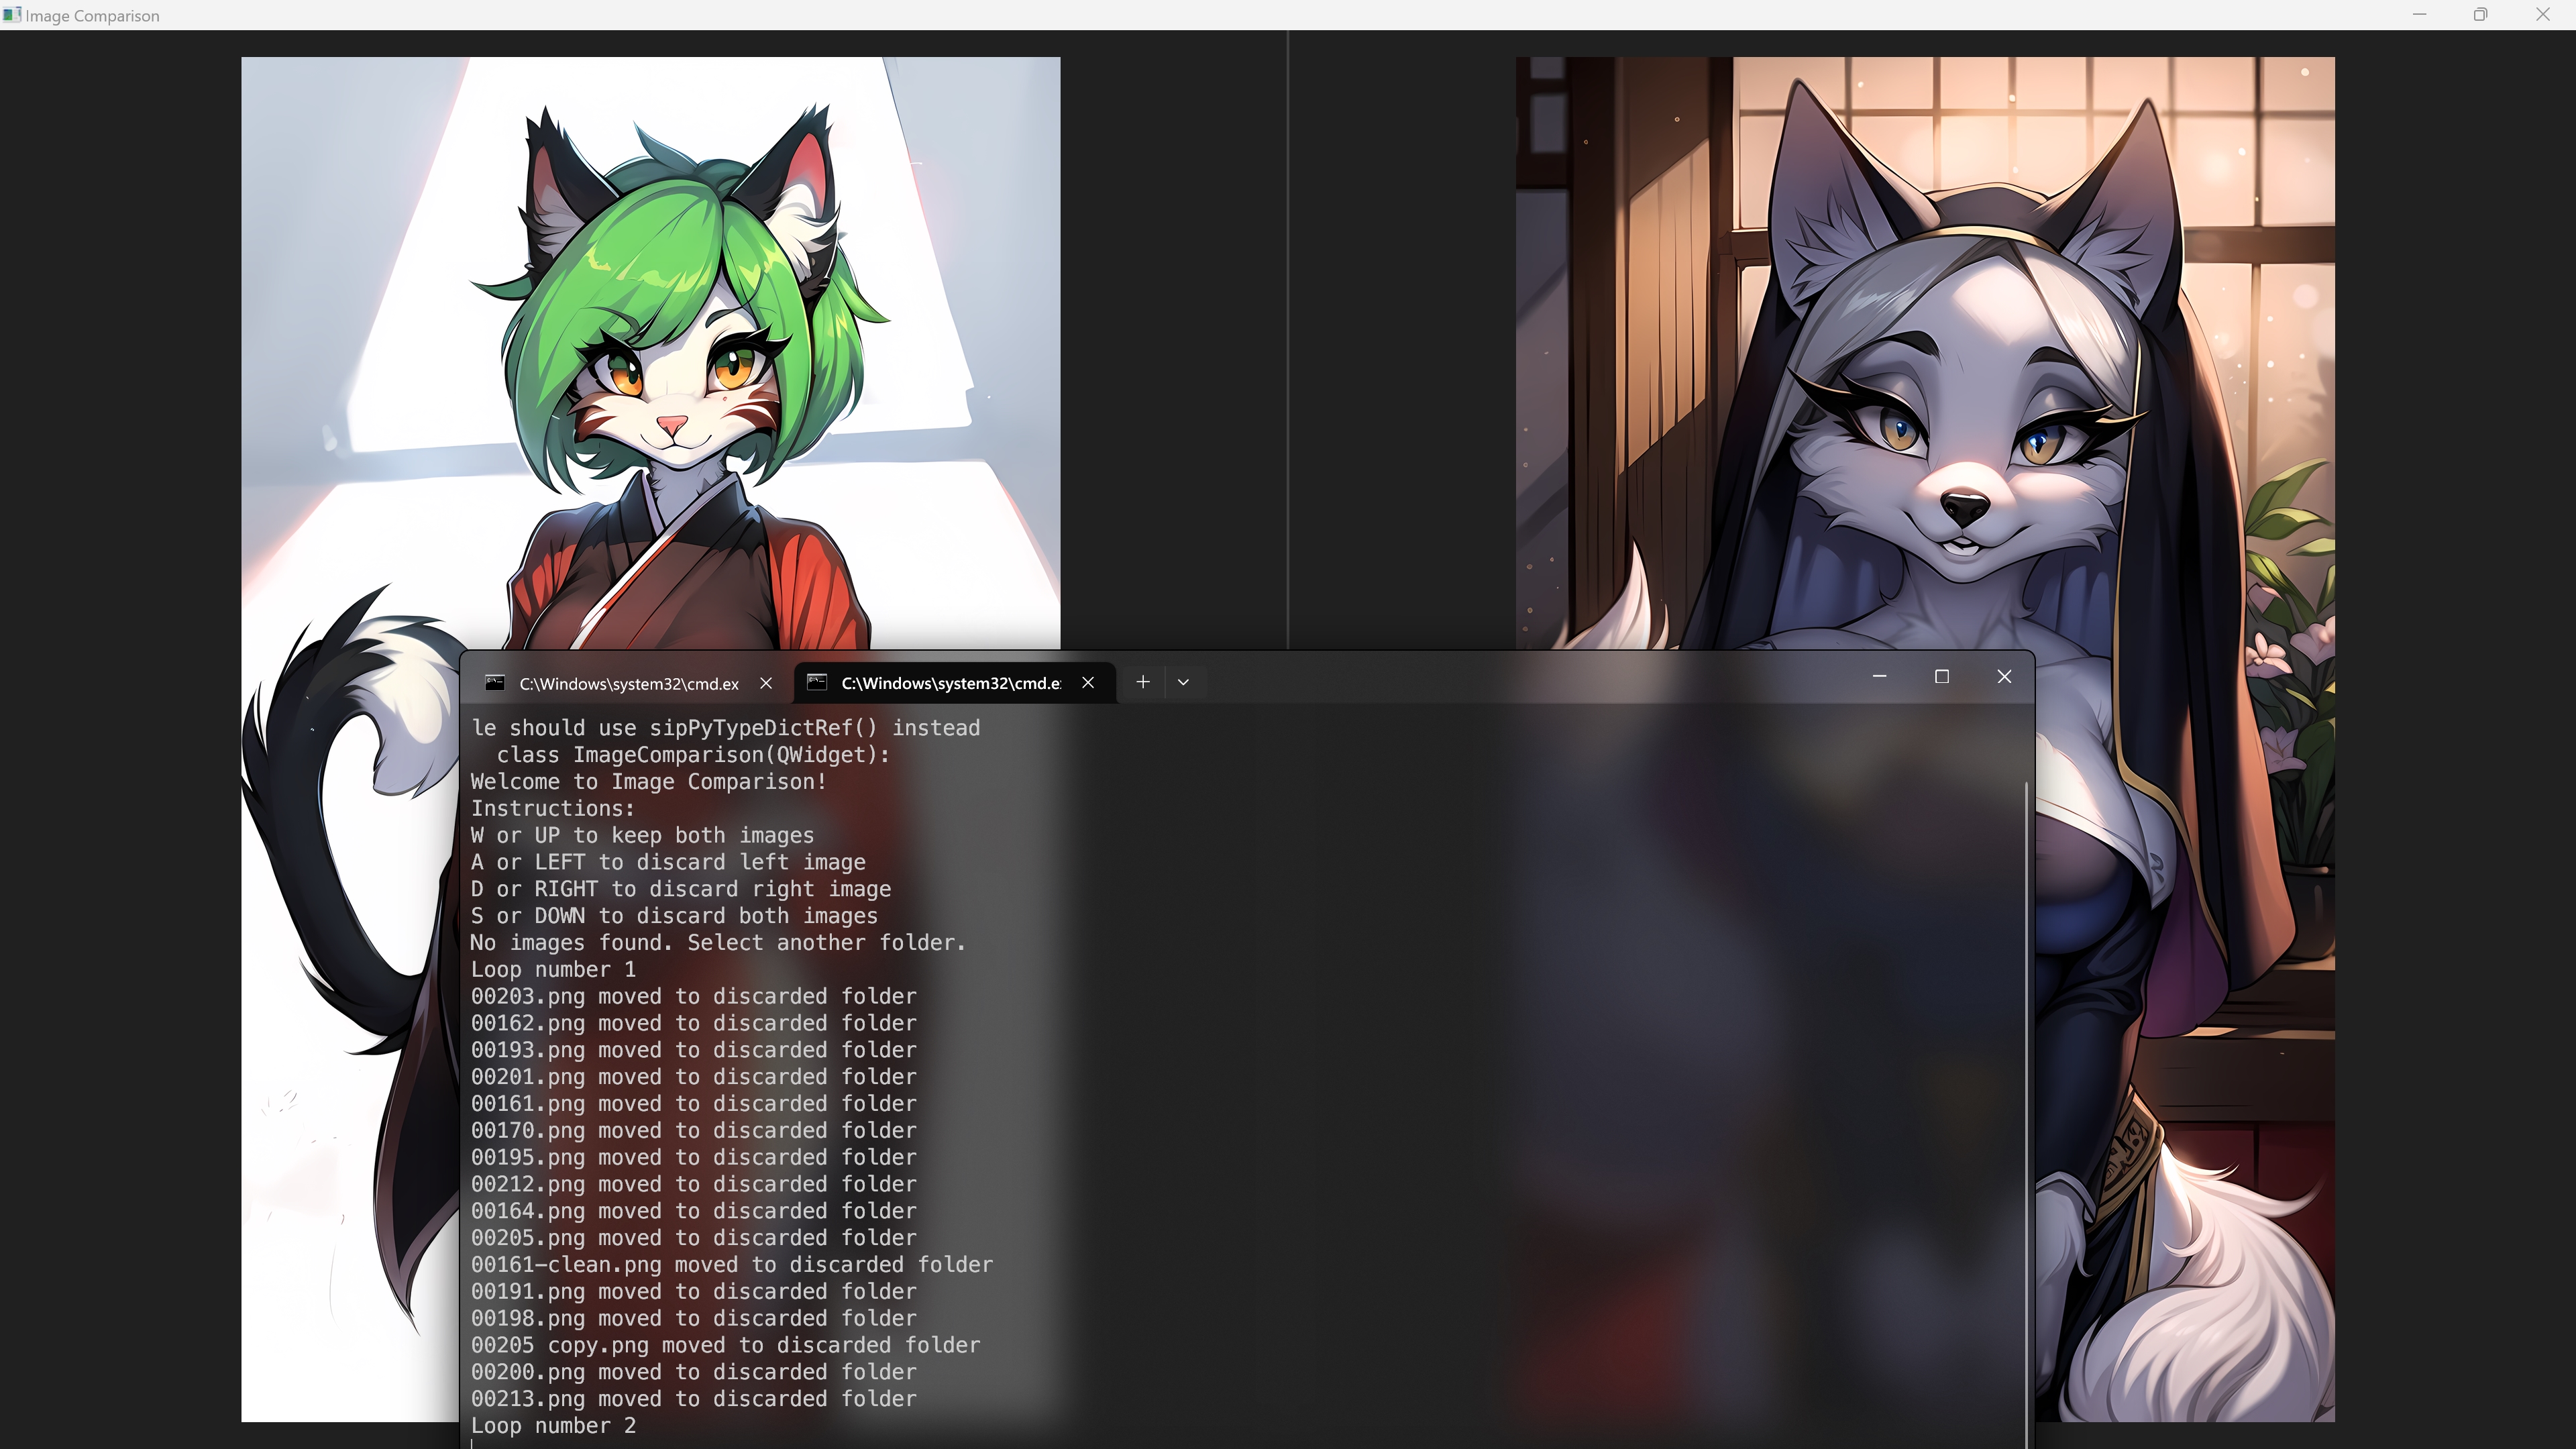 Image Comparison
C:\Windows\system32\cmd.ex
C:\Windows\system32\cmd.e
le should use sipPyTypeDictRef() instead
  class ImageComparison(QWidget):
Welcome to Image Comparison!
Instructions:
W or UP to keep both images
A or LEFT to discard left image
D or RIGHT to discard right image
S or DOWN to discard both images
No images found. Select another folder.
Loop number 1
00203.png moved to discarded folder
00162.png moved to discarded folder
00193.png moved to discarded folder
00201.png moved to discarded folder
00161.png moved to discarded folder
00170.png moved to discarded folder
00195.png moved to discarded folder
00212.png moved to discarded folder
00164.png moved to discarded folder
00205.png moved to discarded folder
00161-clean.png moved to discarded folder
00191.png moved to discarded folder
00198.png moved to discarded folder
00205 copy.png moved to discarded folder
00200.png moved to discarded folder
00213.png moved to discarded folder
Loop number 2